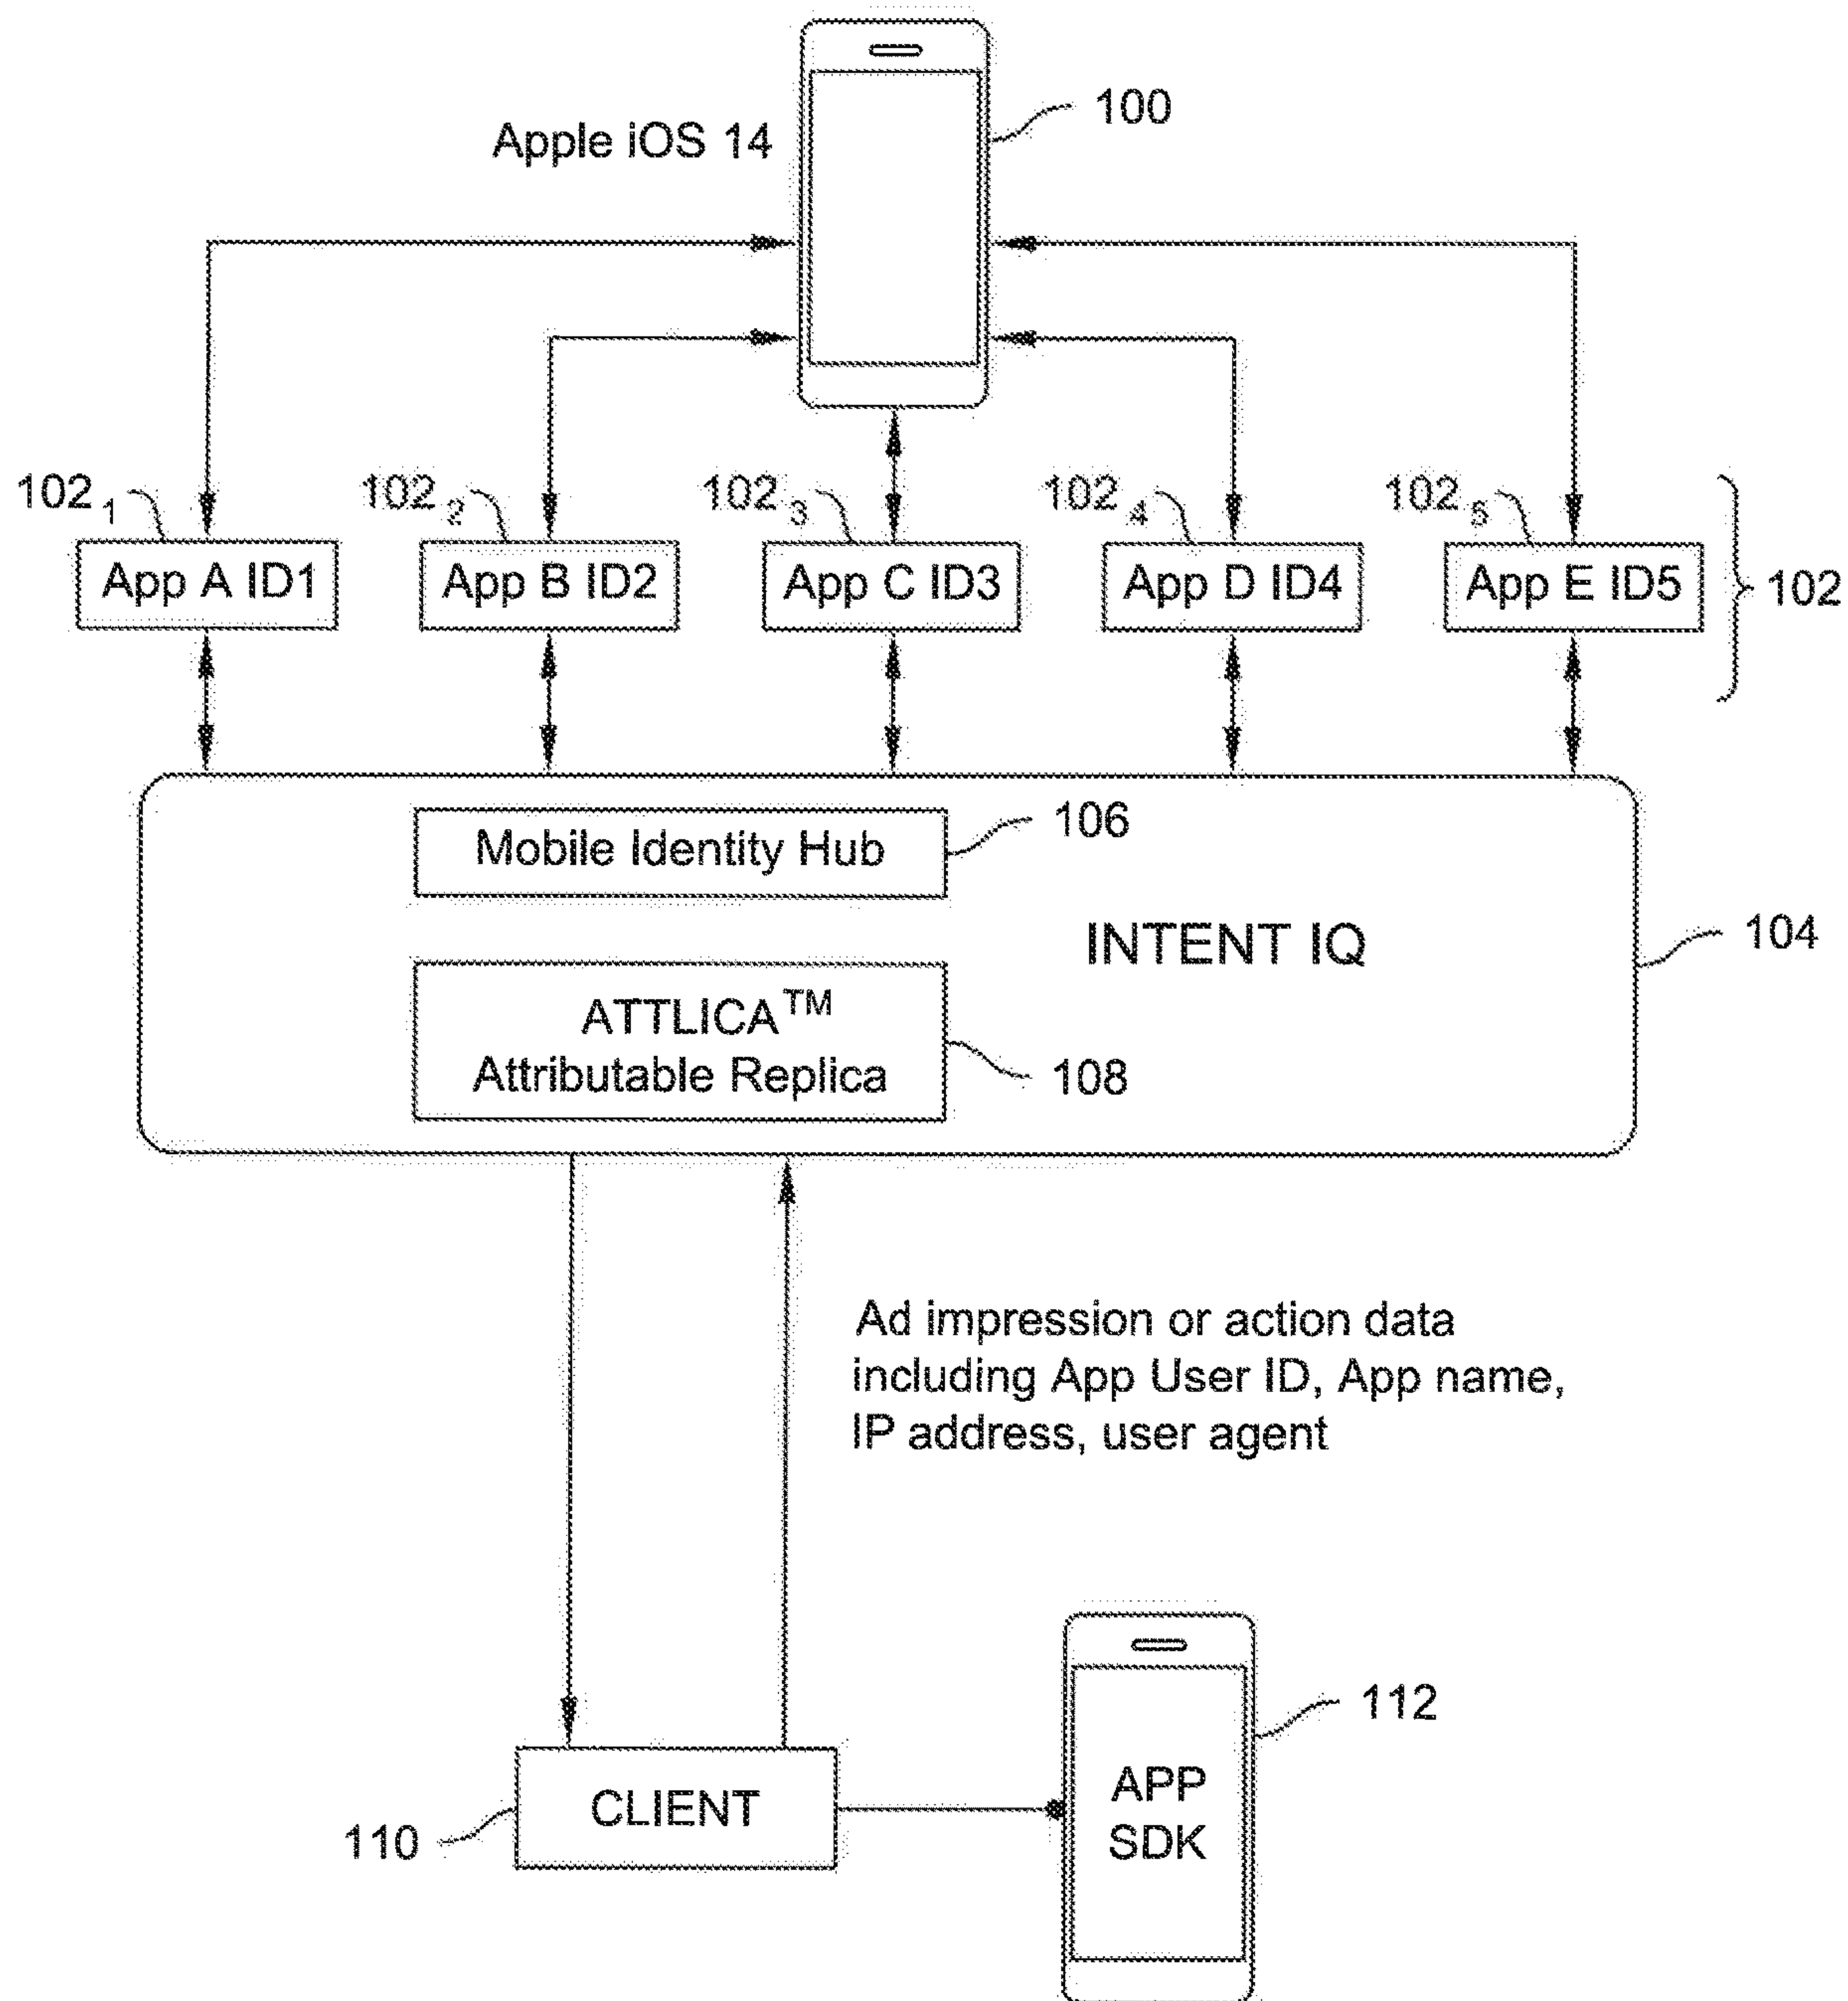 100
Apple iOS 14
102 1
102 2
102 3
102 4
102 5
App A ID1
App B ID2
App C ID3
App D ID4
App E ID5
102
Mobile Identity Hub
106
INTENT IQ
104
ATTLICA™
Attributable Replica
108
Ad impression or action data
including App User ID, App name,
IP address, user agent
112
APP
SDK
CLIENT
110